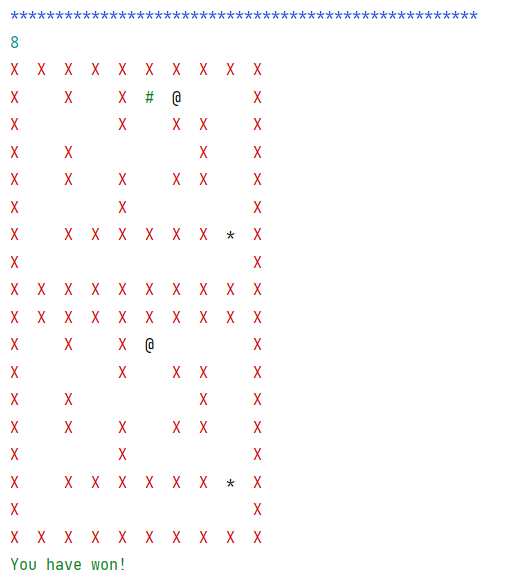 ****************************************************
8
X  X  X  X  X  X  X  X  X  X
X     X     X  #  @        X
X           X     X  X     X
X     X              X     X
X     X     X     X  X     X
X           X              X
X     X  X  X  X  X  X  *  X
X                          X
X  X  X  X  X  X  X  X  X  X
X  X  X  X  X  X  X  X  X  X
X     X     X  @           X
X           X     X  X     X
X     X              X     X
X     X     X     X  X     X
X           X              X
X     X  X  X  X  X  X  *  X
X                          X
X  X  X  X  X  X  X  X  X  X
You have won!